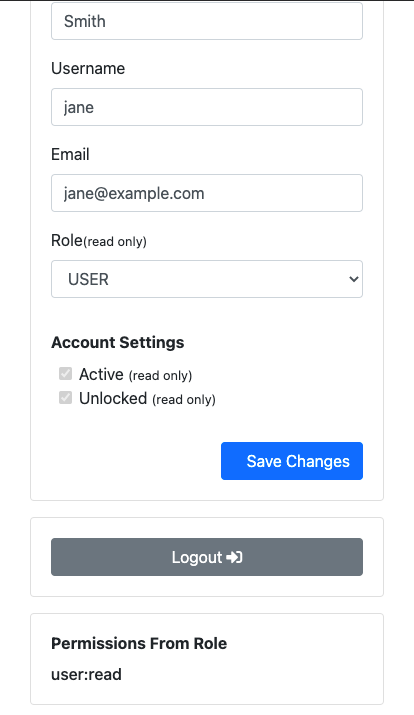 Smith
Username
jane
Email
jane@example.com
Role(read only)
USER
Account Settings
Active (read only)
Unlocked (read only)
Save Changes
Logout
Permissions From Role
user:read